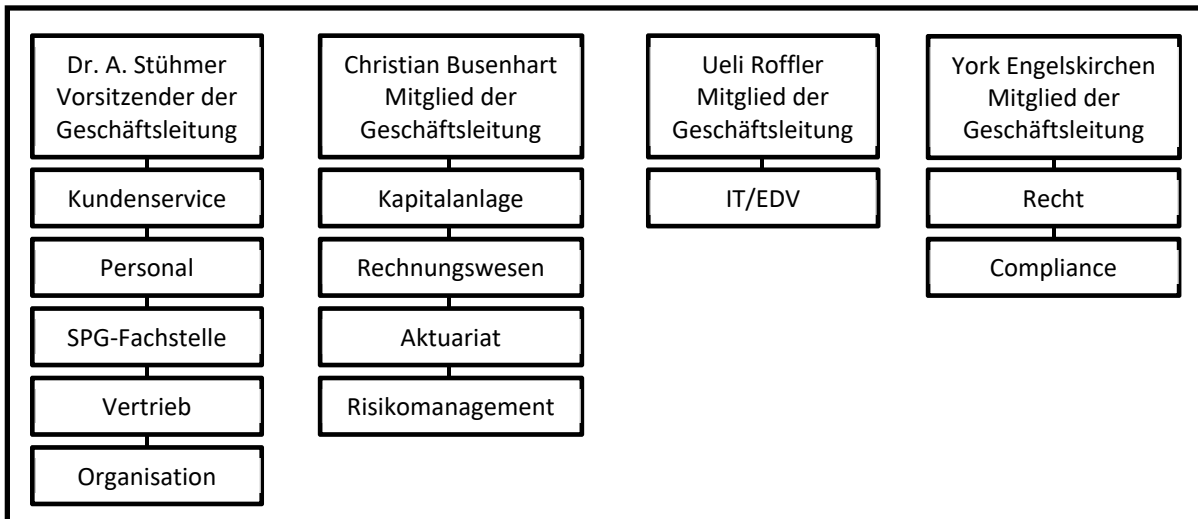 Dr. A. Stühmer
Vorsitzender der
Geschäftsleitung
Kundenservice
Personal
SPG-Fachstelle
Vertrieb
Organisation
Christian Busenhart
Mitglied der
Geschäftsleitung
Kapitalanlage
Rechnungswesen
Aktuariat
Risikomanagement
Ueli Roffler
Mitglied der
Geschäftsleitung
IT/EDV
York Engelskirchen
Mitglied der
Geschäftsleitung
Recht
Compliance